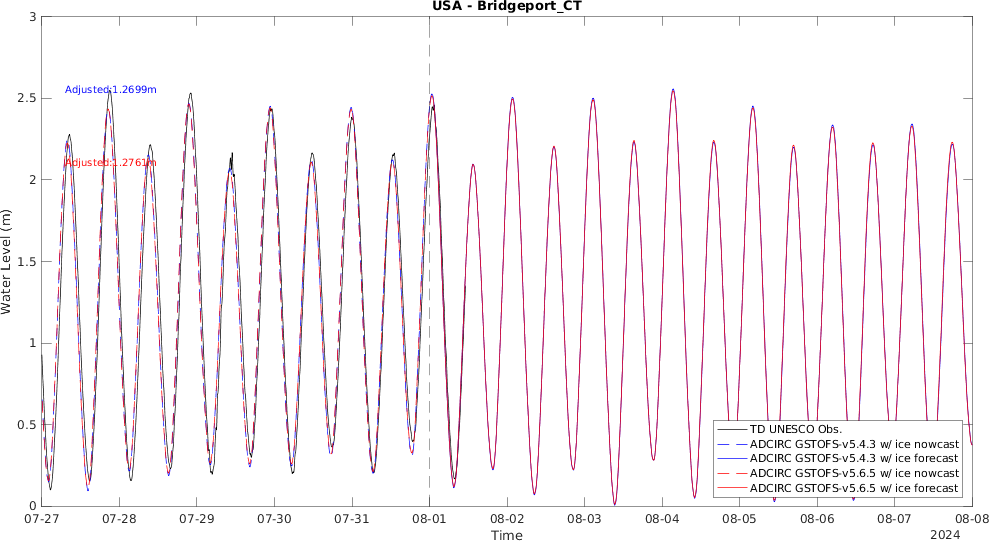 USA - Bridgeport_CT
3
2.5
2
1.5
1
0.5
0
Water Level (m)
Adjusted:1.2699m
Adjusted:1.2761m
TD UNESCO Obs.
ADCIRC GSTOFS-v5.4.3 w/ ice nowcast
ADCIRC GSTOFS-v5.4.3 w/ ice forecast
ADCIRC GSTOFS-v5.6.5 w/ ice nowcast
ADCIRC GSTOFS-v5.6.5 w/ ice forecast
07-27 07-28 07-29 07-30 07-31 08-01 08-02 08-03 08-04 08-05 08-06 08-07 08-08
Time
2024